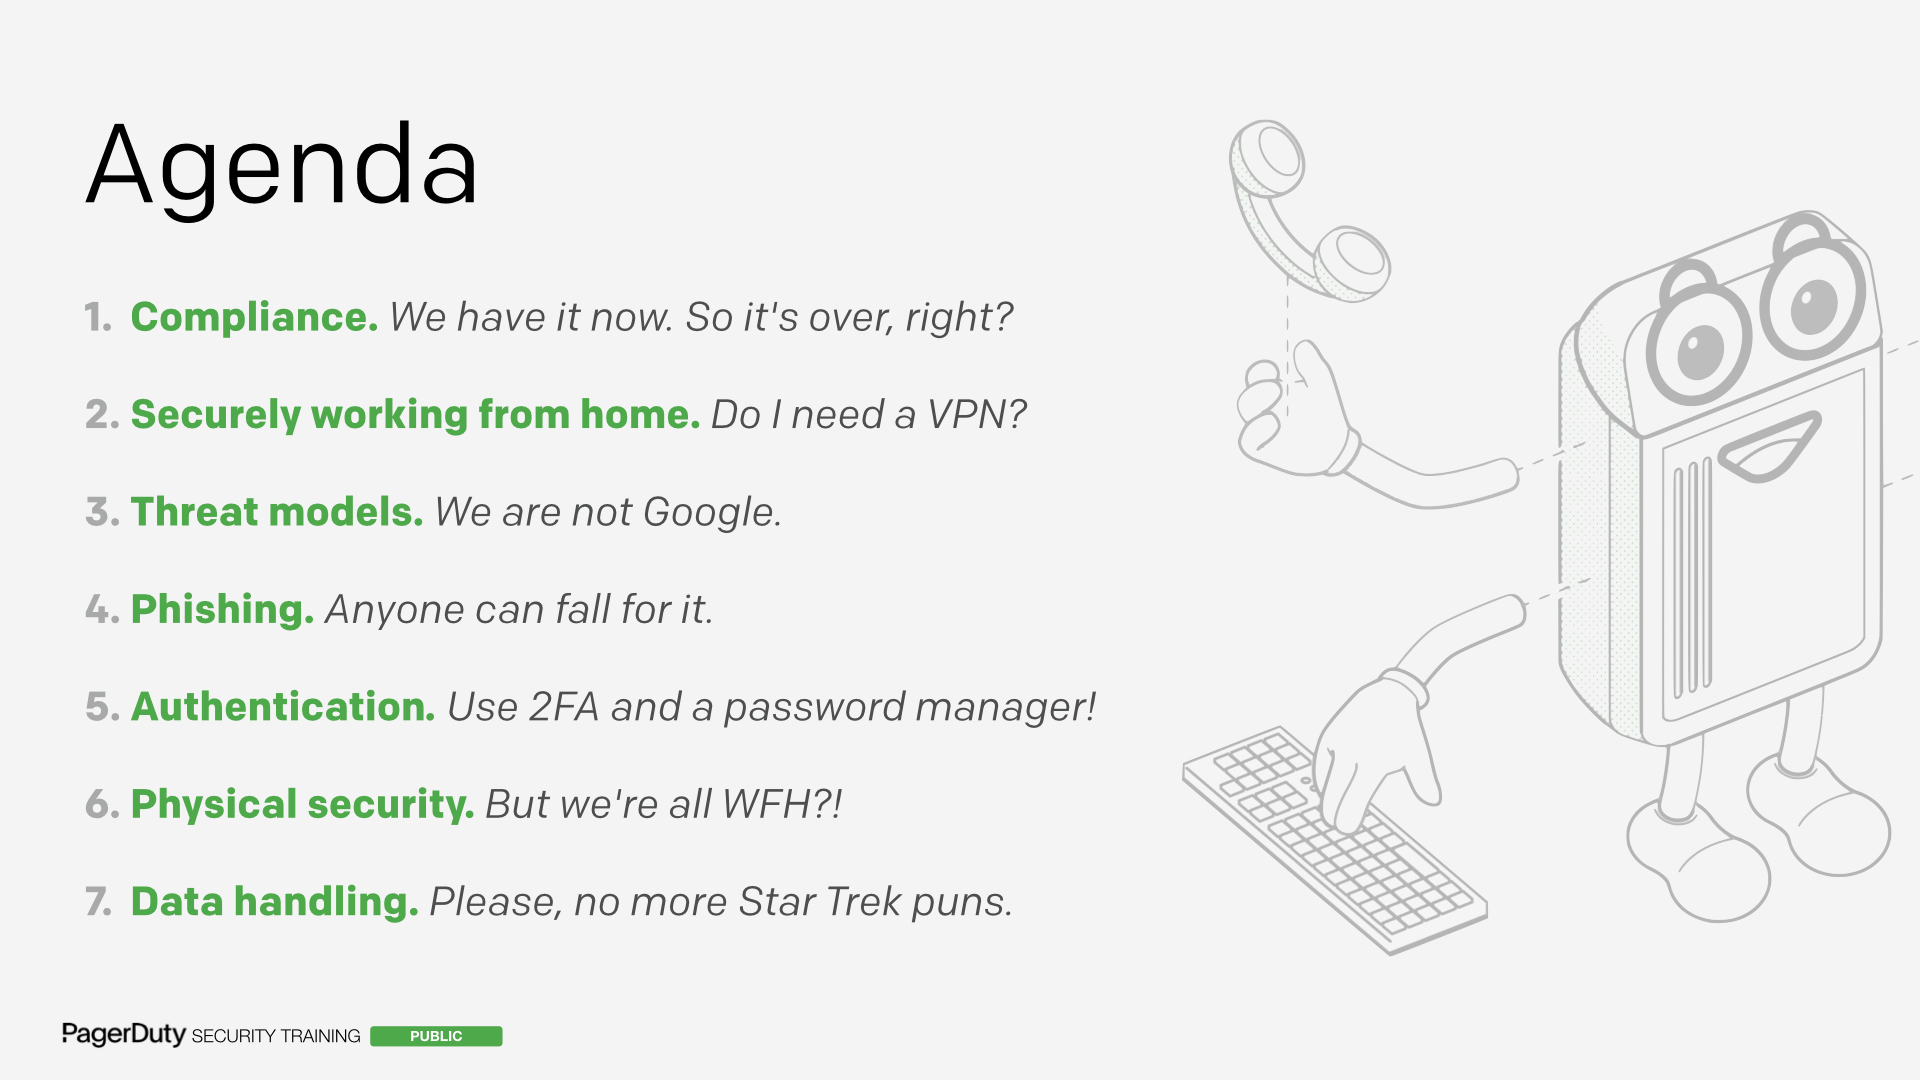 Agenda
1. Compliance. We have it now. So it's over, right?
2. Securely working from home. Do I need a VPN?
3. Threat models. We are not Google.
4. Phishing. Anyone can fall for it.
5. Authentication. Use 2FA and a password manager!
6. Physical security. But we're all WFH?!
7. Data handling. Please, no more Star Trek puns.
PagerDuty SECURITY TRAINING PUBLIC